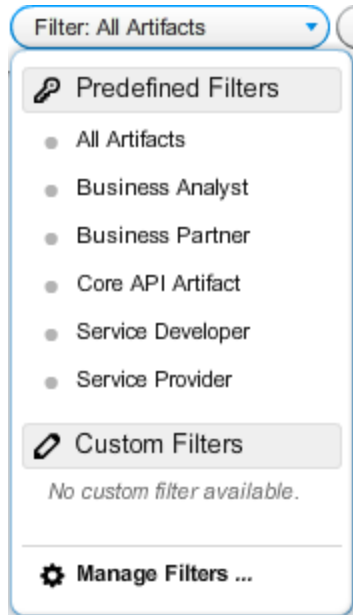 Filter: All Artifacts
Predefined Filters
All Artifacts
Business Analyst
Business Partner
Core API Artifact
Service Developer
Service Provider
Custom Filters
No custom filter available.
Manage Filters ...